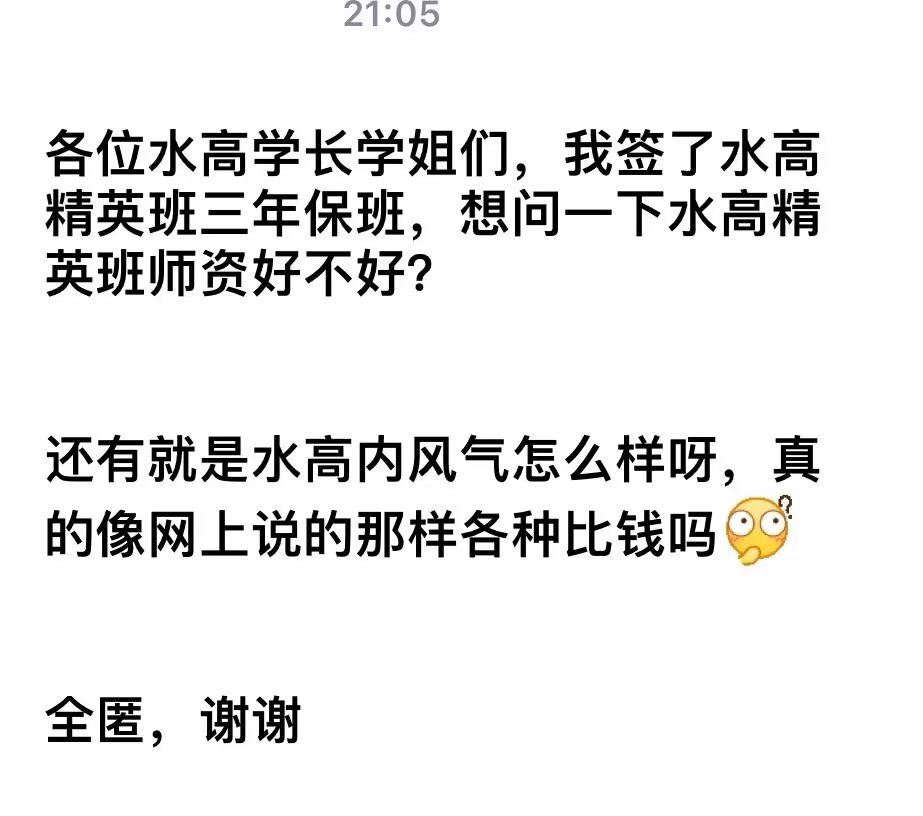 21:05
各位水高学长学姐们，我签了水高
精英班三年保班，想问一下水高精
英班师资好不好？
还有就是水高内风气怎么样呀，真
的像网上说的那样各种比钱吗
全匿，谢谢